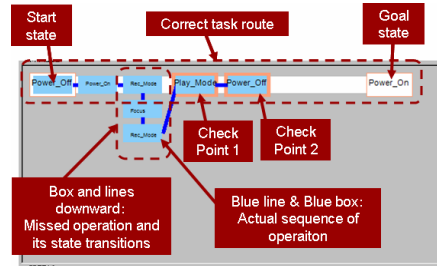 Start
state
Correct task route
Goal
state
Power_Off
Power_On
Rec_Mode
Play_Mode
Power_Off
Power_On
Focus
Rec_Mode
Check
Point 1
Check
Point 2
Box and lines
downward:
Missed operation and
its state transitions
Blue line & Blue box:
Actual sequence of
operaiton